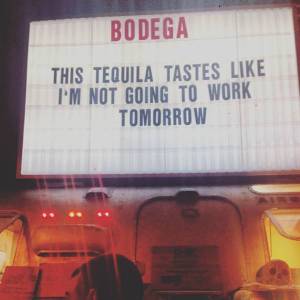 BODEGA
THIS TEQUILA TASTES LIKE
I'M NOT GOING TO WORK
TOMORROW